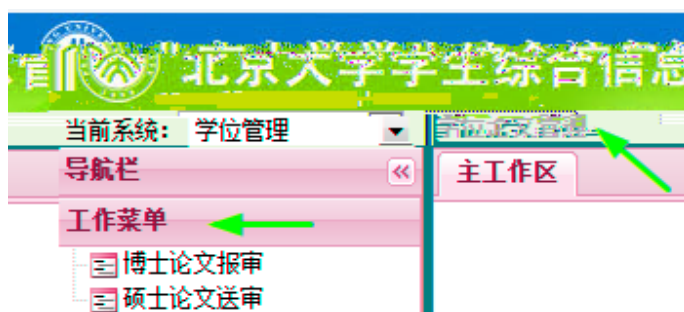 北京大学学生综合信息
当前系统: 学位管理
导航栏
主工作区
工作菜单
博士论文报审
硕士论文送审